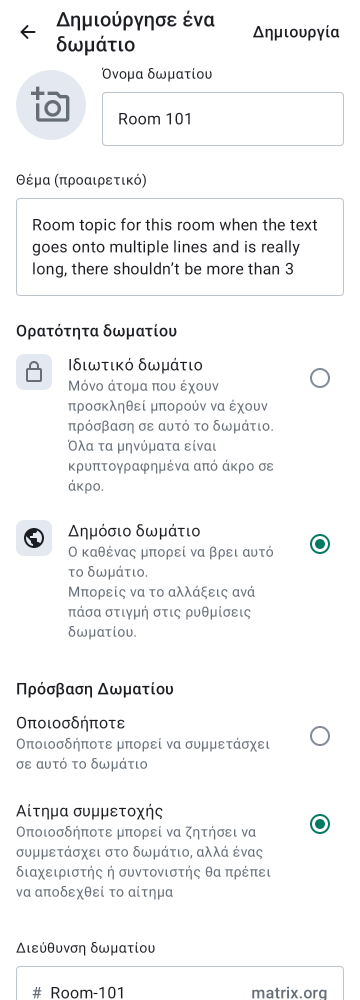 Δημιούργησε ένα
δωμάτιο
Δημιουργία
Όνομα δωματίου
Room 101
Θέμα (προαιρετικό)
Room topic for this room when the text
goes onto multiple lines and is really
long, there shouldn’t be more than 3
Ορατότητα δωματίου
Ιδιωτικό δωμάτιο
Μόνο άτομα που έχουν
προσκληθεί μπορούν να έχουν
πρόσβαση σε αυτό το δωμάτιο.
Όλα τα μηνύματα είναι
κρυπτογραφημένα από άκρο σε
άκρο.
Δημόσιο δωμάτιο
Ο καθένας μπορεί να βρει αυτό
το δωμάτιο.
Μπορείς να το αλλάξεις ανά
πάσα στιγμή στις ρυθμίσεις
δωματίου.
Πρόσβαση Δωματίου
Οποιοσδήποτε
Οποιοσδήποτε μπορεί να συμμετάσχει
σε αυτό το δωμάτιο
Αίτημα συμμετοχής
Οποιοσδήποτε μπορεί να ζητήσει να
συμμετάσχει στο δωμάτιο, αλλά ένας
διαχειριστής ή συντονιστής θα πρέπει
να αποδεχθεί το αίτημα
Διεύθυνση δωματίου
# Room-101 matrix.org